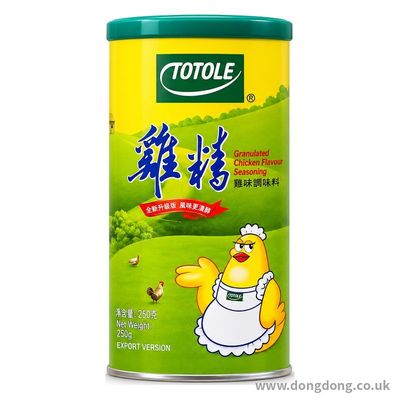 TOTOLE
®
雞精
Granulated
Chicken Flavour
Seasoning
雞味調味料
全新升級版 風味更濃醇
TOTOLE
淨含量: 250克
Net Weight:
250g
EXPORT VERSION
www.dongdong.co.uk